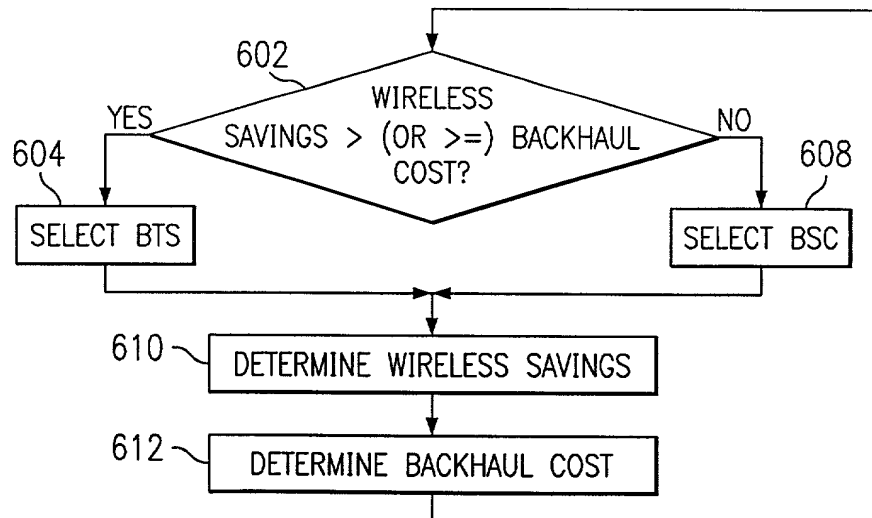 602
WIRELESS
SAVINGS > (OR >=) BACKHAUL
COST?
YES
NO
604
608
SELECT BTS
SELECT BSC
610
DETERMINE WIRELESS SAVINGS
612
DETERMINE BACKHAUL COST